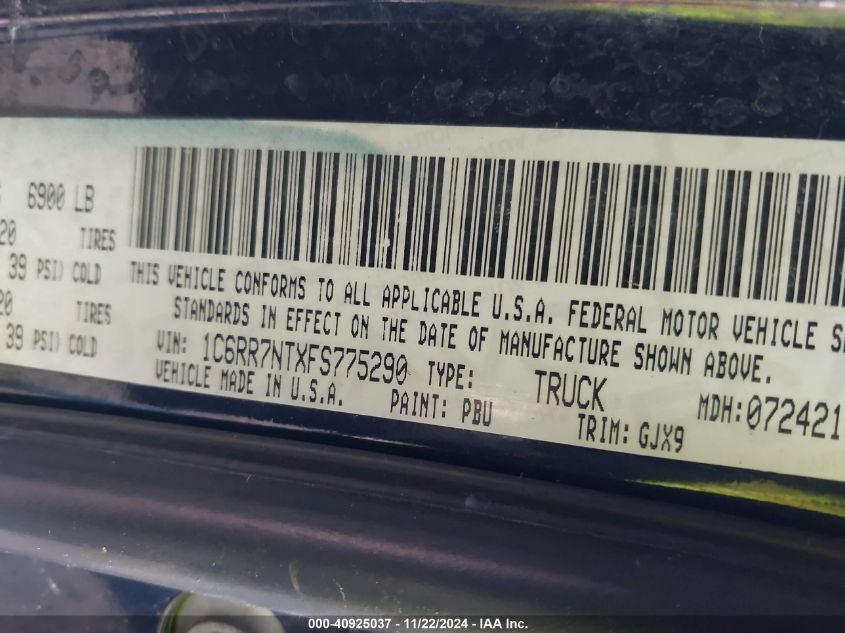 6900 LB
20 TIRES
39 PSI) COLD
20 TIRES
39 PSI) COLD
THIS VEHICLE CONFORMS TO ALL APPLICABLE U.S.A. FEDERAL MOTOR VEHICLE S
STANDARDS IN EFFECT ON THE DATE OF MANUFACTURE SHOWN ABOVE.
VIN: 1C6RR7NTXFS775290 TYPE: TRUCK MDH:072421
VEHICLE MADE IN U.S.A. PAINT: PBU TRIM: GJX9
000-40925037 - 11/22/2024 - IAA Inc.